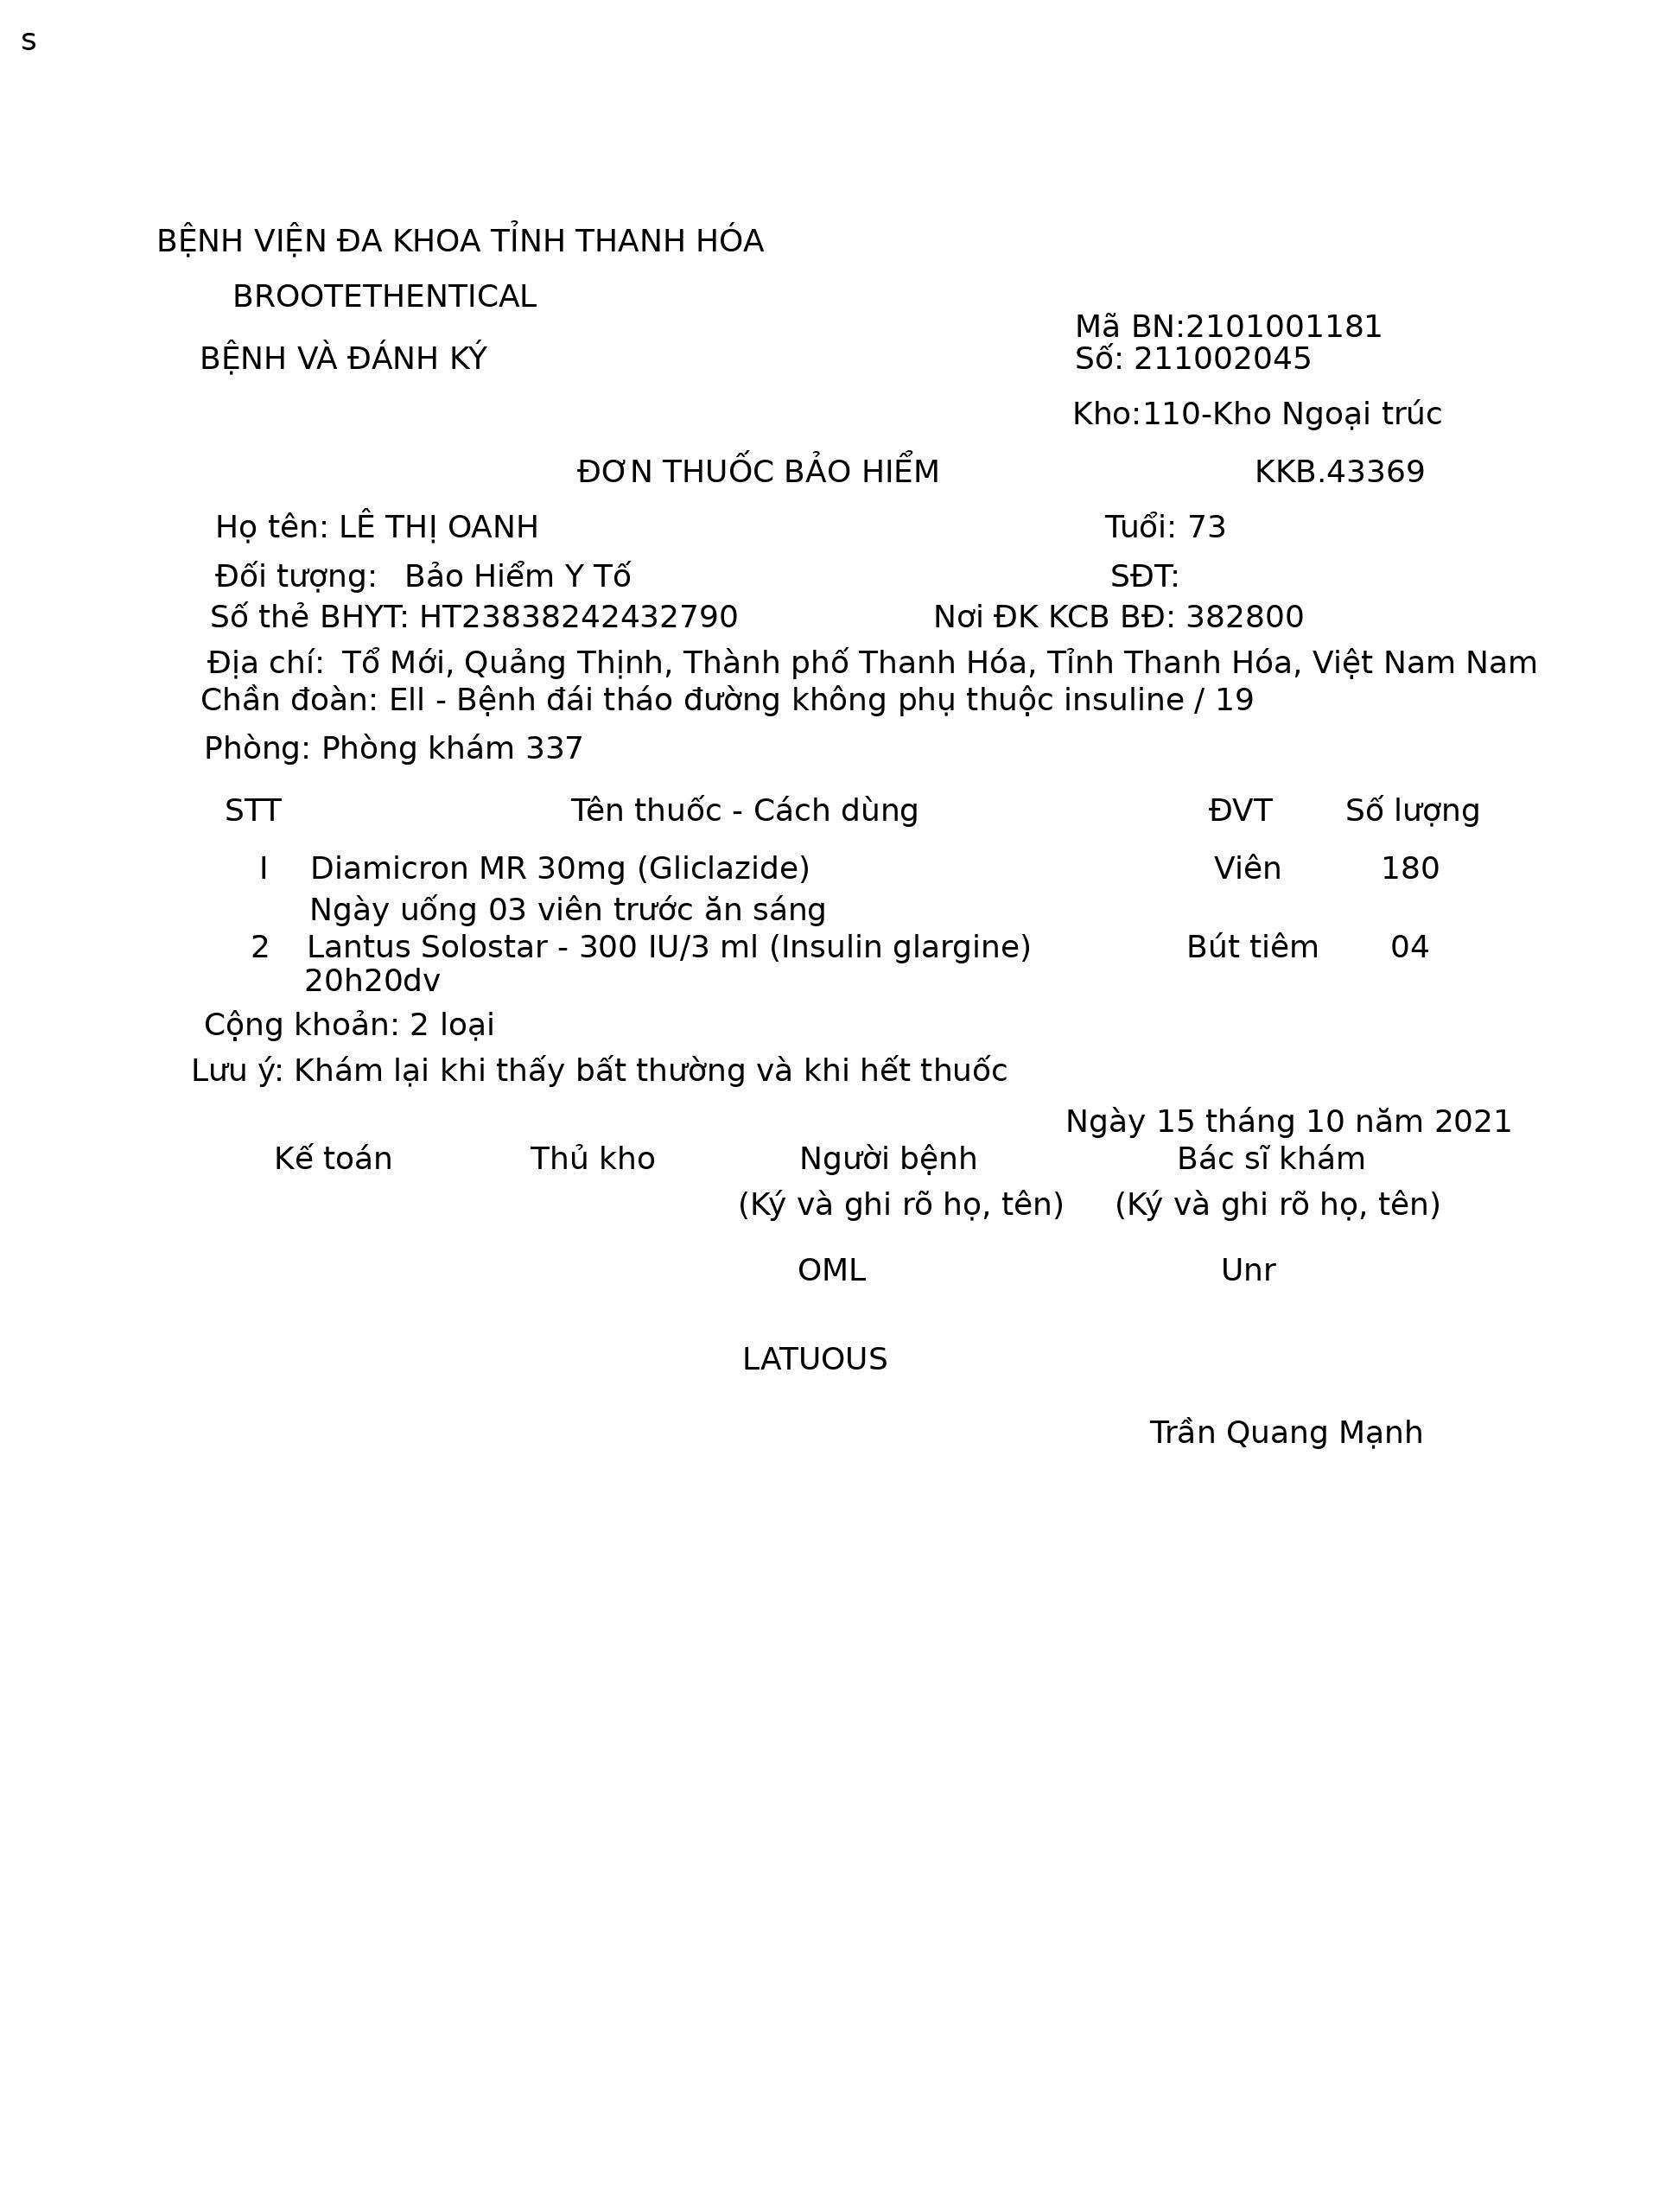 s
BỆNH VIỆN ĐA KHOA TỈNH THANH HÓA
BROOTETHENTICAL
Mã BN:2101001181
BỆNH VÀ ĐÁNH KÝ
Số: 211002045
Kho:110-Kho Ngoại trúc
ĐƠN THUỐC BẢO HIỂM KKB.43369
Họ tên: LÊ THỊ OANH Tuổi: 73
Đối tượng: Bảo Hiểm Y Tố SĐT:
Số thẻ BHYT: HT23838242432790 Nơi ĐK KCB BĐ: 382800
Địa chí: Tổ Mới, Quảng Thịnh, Thành phố Thanh Hóa, Tỉnh Thanh Hóa, Việt Nam Nam
Chần đoàn: Ell - Bệnh đái tháo đường không phụ thuộc insuline / 19
Phòng: Phòng khám 337
STT Tên thuốc - Cách dùng ĐVT Số lượng
I Diamicron MR 30mg (Gliclazide) Viên 180
Ngày uống 03 viên trước ăn sáng
2 Lantus Solostar - 300 IU/3 ml (Insulin glargine) Bút tiêm 04
20h20dv
Cộng khoản: 2 loại
Lưu ý: Khám lại khi thấy bất thường và khi hết thuốc
Ngày 15 tháng 10 năm 2021
Kế toán Thủ kho Người bệnh Bác sĩ khám
(Ký và ghi rõ họ, tên) (Ký và ghi rõ họ, tên)
OML Unr
LATUOUS
Trần Quang Mạnh